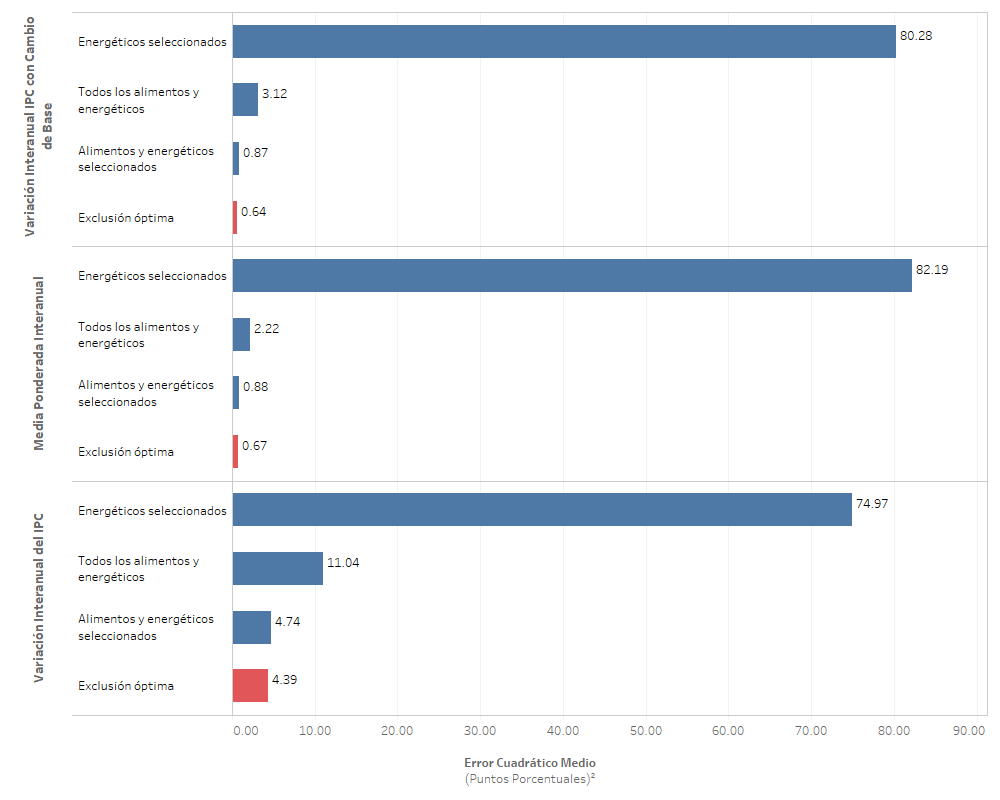 Variación Interanual IPC con Cambio
de Base
Energéticos seleccionados
80.28
Todos los alimentos y
energéticos
3.12
Alimentos y energéticos
seleccionados
0.87
Exclusión óptima
0.64
Media Ponderada Interanual
Energéticos seleccionados
82.19
Todos los alimentos y
energéticos
2.22
Alimentos y energéticos
seleccionados
0.88
Exclusión óptima
0.67
Variación Interanual del IPC
Energéticos seleccionados
74.97
Todos los alimentos y
energéticos
11.04
Alimentos y energéticos
seleccionados
4.74
Exclusión óptima
4.39
0.00 10.00 20.00 30.00 40.00 50.00 60.00 70.00 80.00 90.00
Error Cuadrático Medio
(Puntos Porcentuales)²